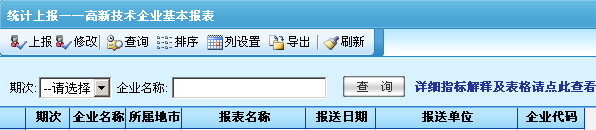 统计上报——高新技术企业基本报表
上报 修改 查询 排序 列设置 导出 刷新
期次: --请选择 企业名称: 查 询 详细指标解释及表格请点此查看
期次 企业名称 所属地市 报表名称 报送日期 报送单位 企业代码